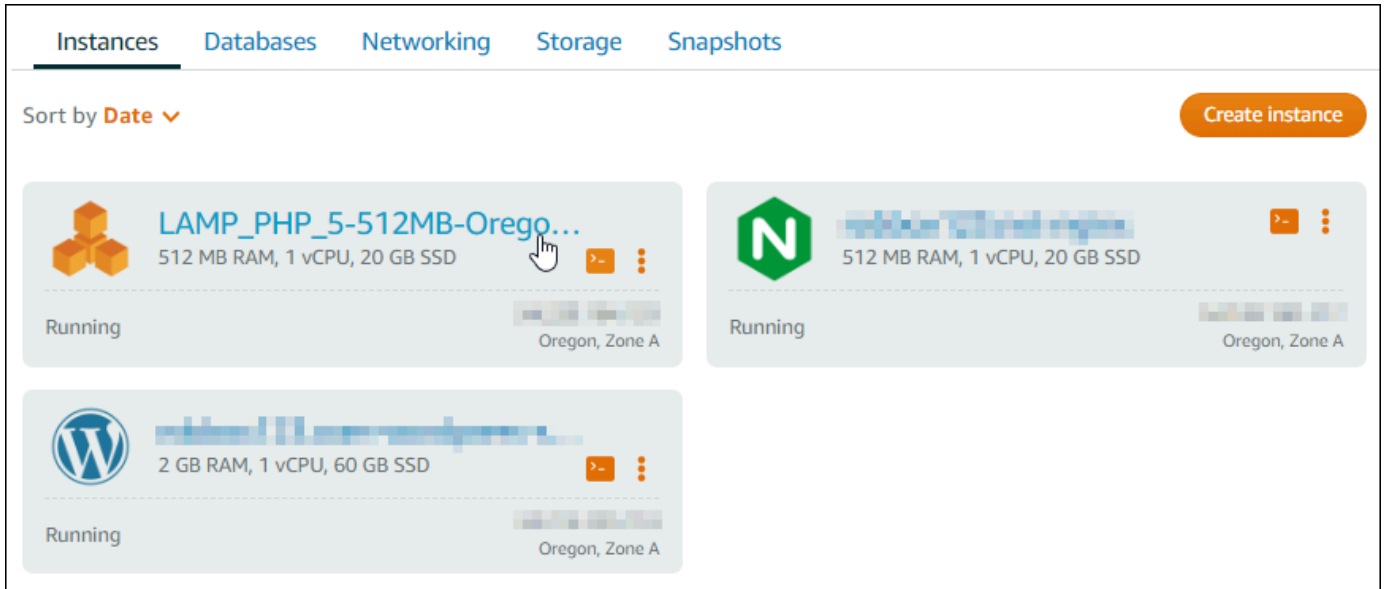 Instances Databases Networking Storage Snapshots
Sort by Date
Create instance
LAMP_PHP_5-512MB-Orego...
512 MB RAM, 1 vCPU, 20 GB SSD
Running
Oregon, Zone A
512 MB RAM, 1 vCPU, 20 GB SSD
Running
Oregon, Zone A
2 GB RAM, 1 vCPU, 60 GB SSD
Running
Oregon, Zone A